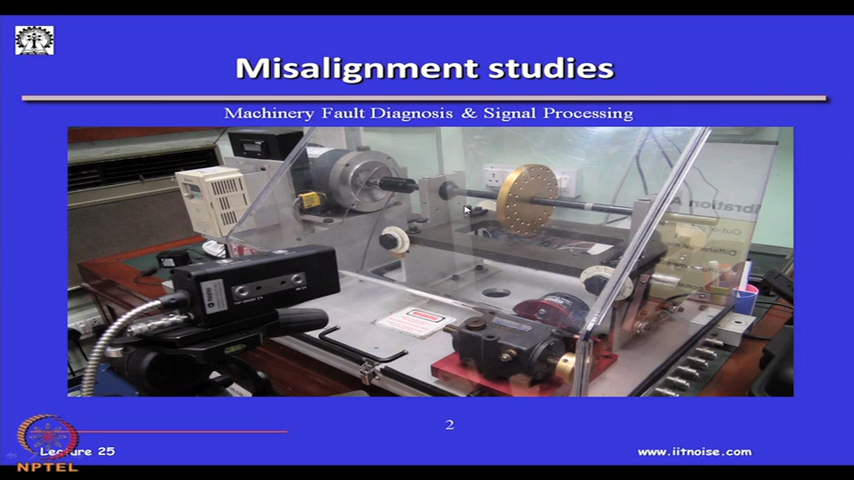 Misalignment studies
Machinery Fault Diagnosis & Signal Processing
2
Lecture 25
www.iitnoise.com
NPTEL